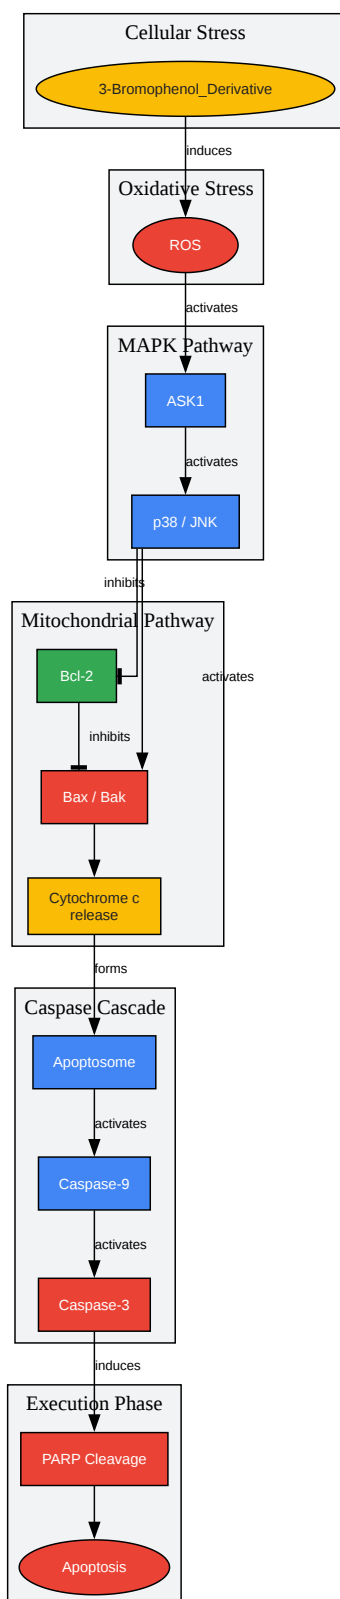 Cellular Stress
3-Bromophenol_Derivative
induces
Oxidative Stress
ROS
activates
MAPK Pathway
ASK1
activates
p38 / JNK
inhibits
Mitochondrial Pathway
Bcl-2
activates
inhibits
Bax / Bak
Cytochrome c
release
forms
Caspase Cascade
Apoptosome
activates
Caspase-9
activates
Caspase-3
induces
Execution Phase
PARP Cleavage
Apoptosis